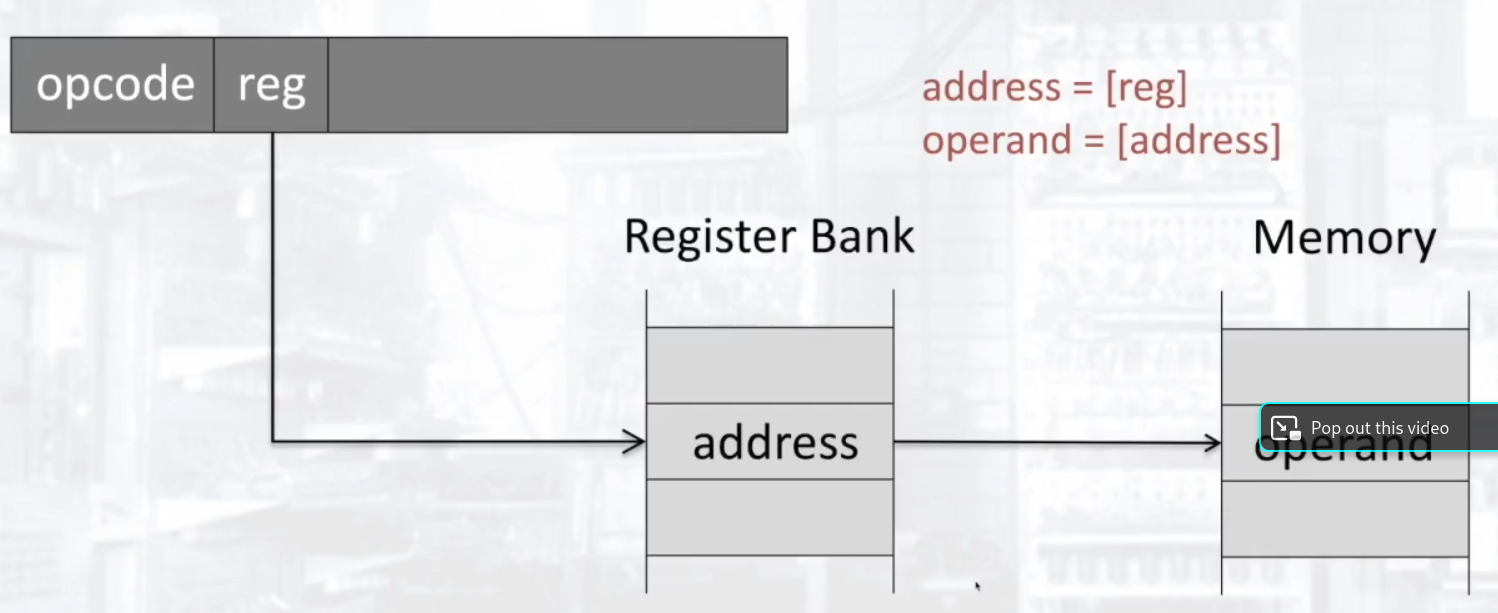 opcode reg
address = [reg]
operand = [address]
Register Bank
Memory
address
Pop out this video
operand